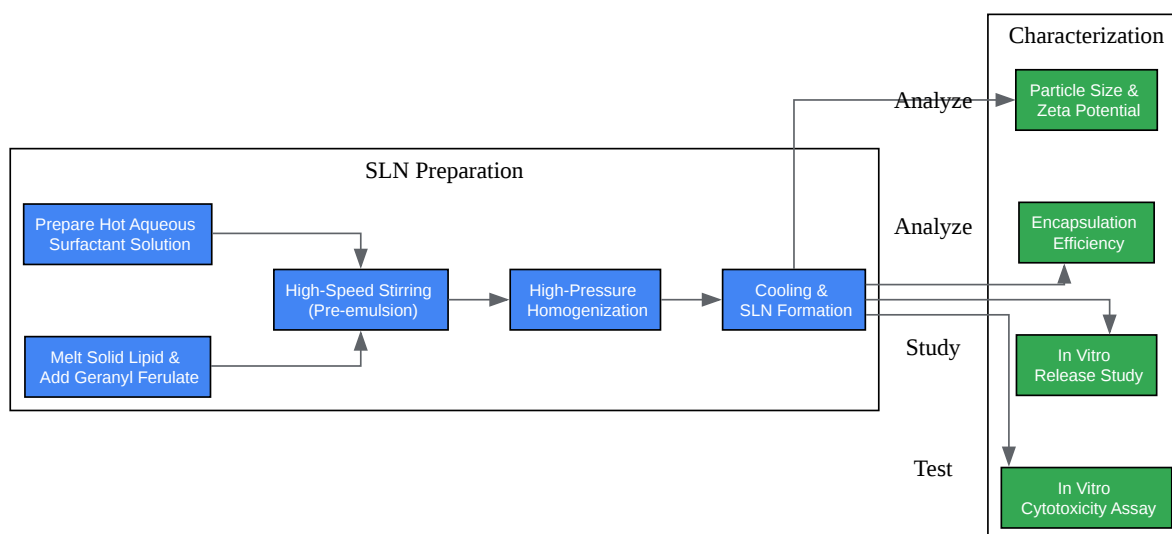 Characterization
Analyze
Particle Size &
Zeta Potential
SLN Preparation
Prepare Hot Aqueous
Surfactant Solution
Analyze
Encapsulation
Efficiency
High-Speed Stirring
(Pre-emulsion)
High-Pressure
Homogenization
Cooling &
SLN Formation
Melt Solid Lipid &
Add Geranyl Ferulate
Study
In Vitro
Release Study
Test
In Vitro
Cytotoxicity Assay